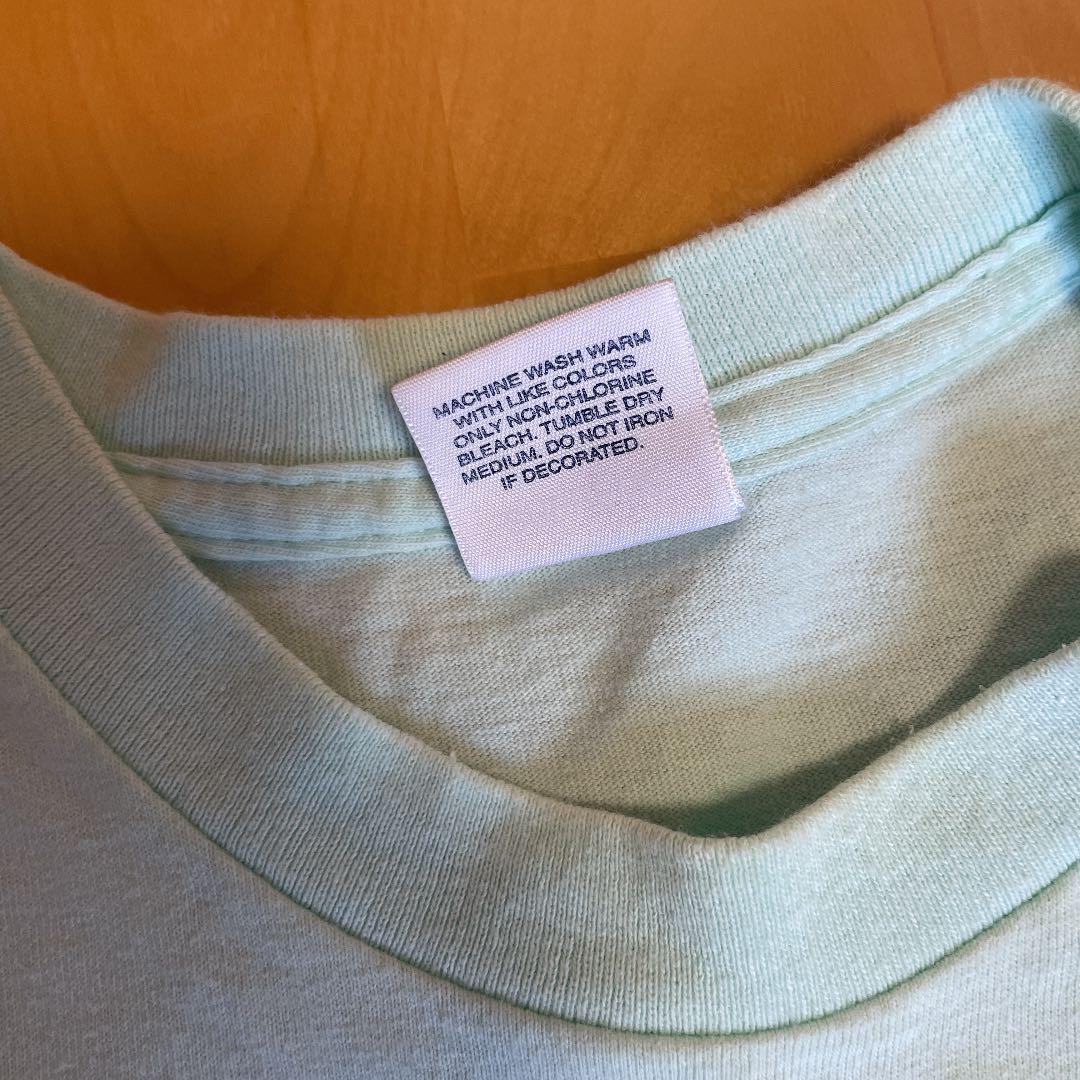 MACHINE WASH WARM
WITH LIKE COLORS
ONLY NON-CHLORINE
BLEACH. TUMBLE DRY
MEDIUM. DO NOT IRON
IF DECORATED.